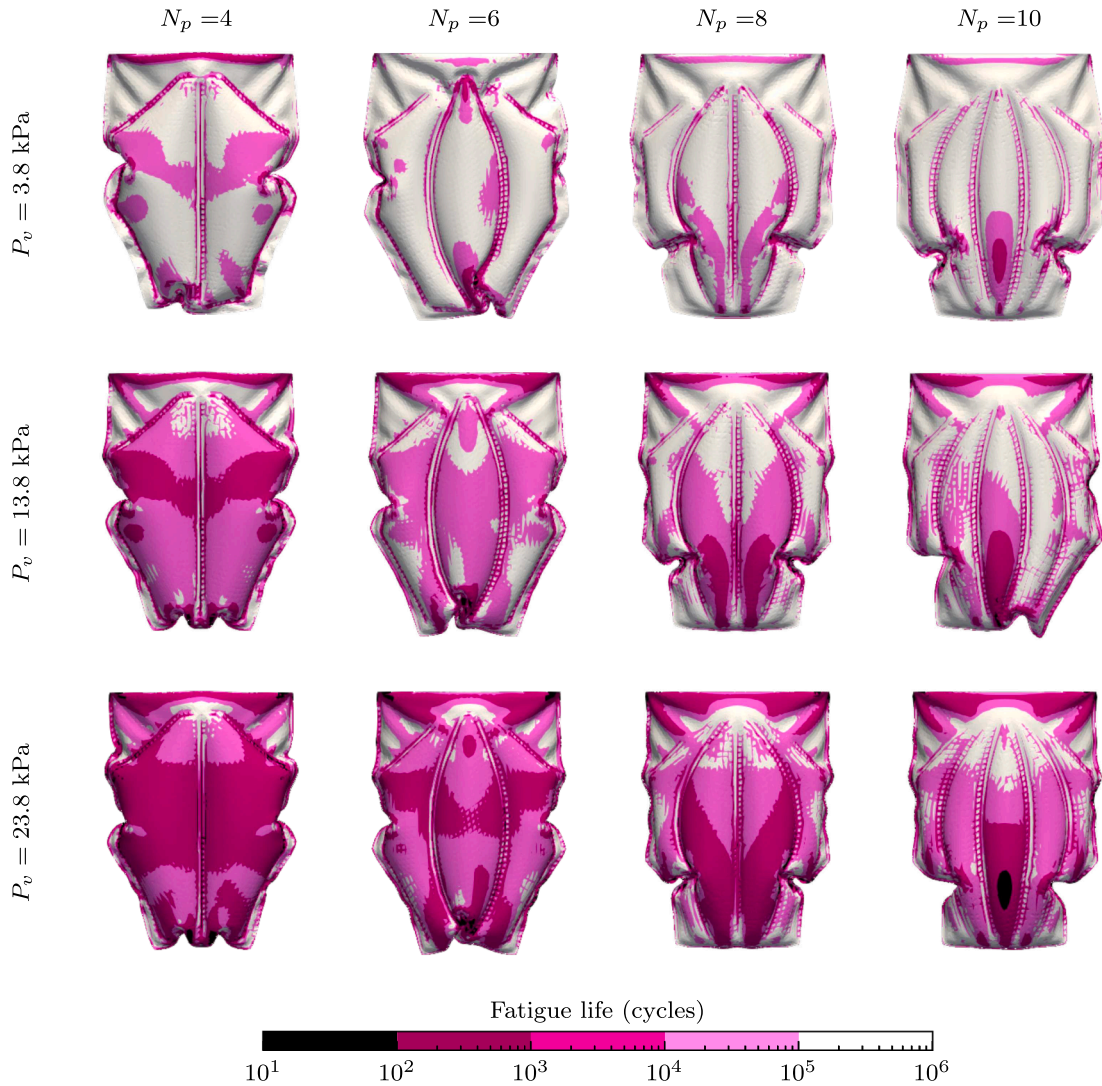 N_p =4
N_p =6
N_p =8
N_p =10
P_v = 3.8 kPa
P_v = 13.8 kPa
P_v = 23.8 kPa
Fatigue life (cycles)
10^1 10^2 10^3 10^4 10^5 10^6